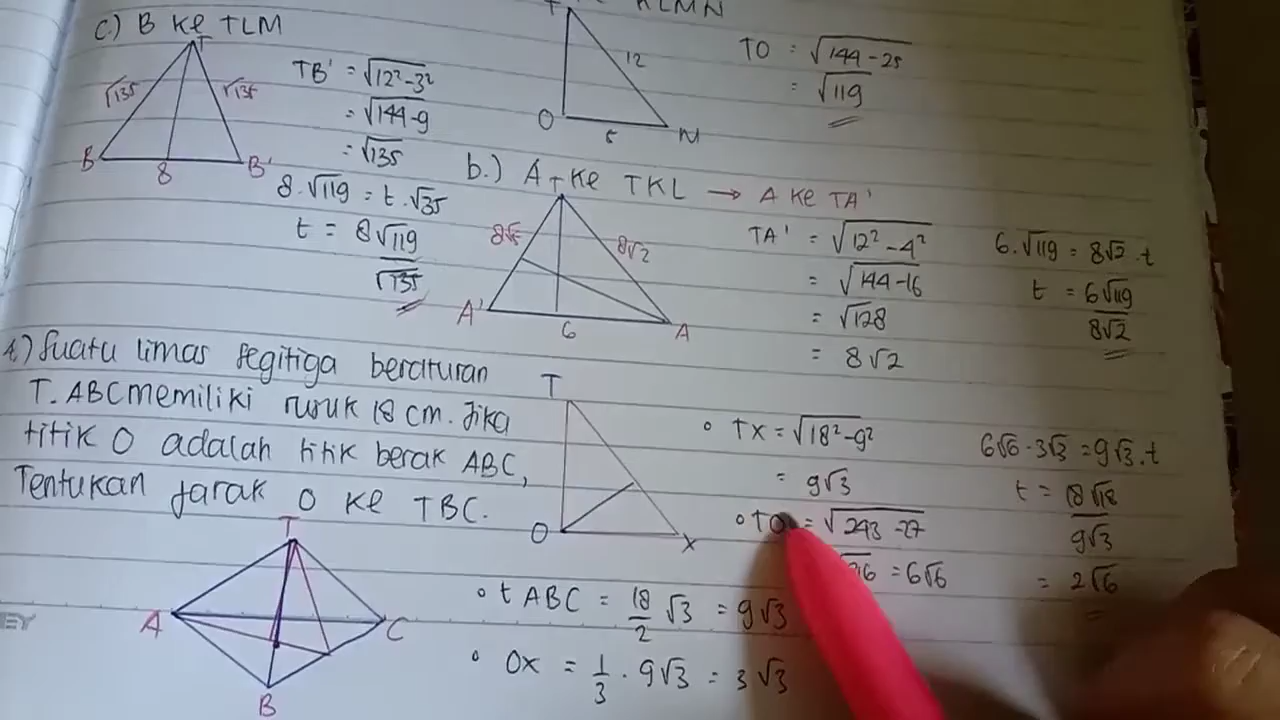 KLMN
T
12
O
5
N
TO = √144-25
= √119
c) B ke TLM
T
√135
√135
B
8
B'
TB' = √12²-3²
= √144-9
= √135
8.√119 = t.√35
t = 8√119
√135
b.) A ke TKL → A ke TA'
T
8√2
A'
6
A
TA' = √12²-4²
= √144-16
= √128
= 8√2
6.√119 = 8√2.t
t = 6√119
8√2
4.) Suatu limas segitiga beraturan
T. ABC memiliki rusuk 18 cm. Jika
titik O adalah titik berak ABC,
Tentukan jarak O ke TBC.
T
A
C
B
T
O
X
° TX = √18²-9²
= 9√3
° TO = √243-27
= 6√6
6√6.3√3 = 9√3.t
t = 18√18
9√3
= 2√6
° t ABC = 18/2 √3 = 9√3
° OX = 1/3 . 9√3 = 3√3